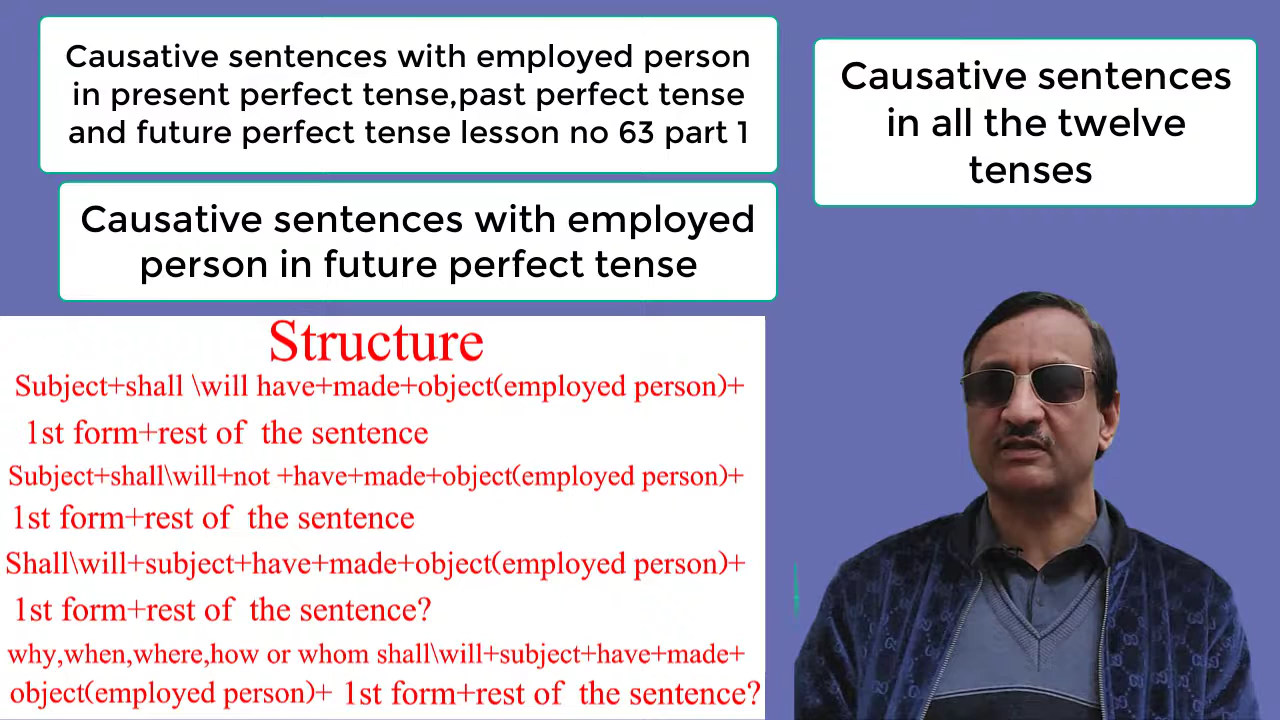 Causative sentences with employed person
in present perfect tense,past perfect tense
and future perfect tense lesson no 63 part 1
Causative sentences
in all the twelve
tenses
Causative sentences with employed
person in future perfect tense
Structure
Subject+shall \will have+made+object(employed person)+
1st form+rest of the sentence
Subject+shall\will+not +have+made+object(employed person)+
1st form+rest of the sentence
Shall\will+subject+have+made+object(employed person)+
1st form+rest of the sentence?
why,when,where,how or whom shall\will+subject+have+made+
object(employed person)+ 1st form+rest of the sentence?